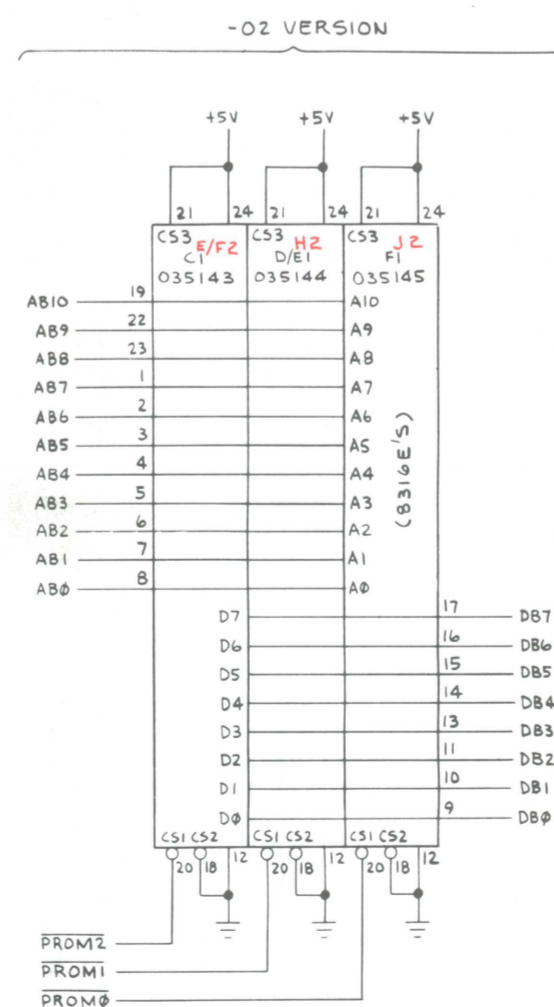 -02 VERSION
+5V +5V +5V
21 24 21 24 21 24
CS3 E/F2 CS3 H2 CS3 J2
C1 D/E1 F1
035143 035144 035145
AB10 19 A10
AB9 22 A9
AB8 23 A8
AB7 1 A7
AB6 2 A6
AB5 3 A5
AB4 4 A4
AB3 5 A3
AB2 6 A2
AB1 7 A1
ABØ 8 AØ
(8316E'S)
D7 17 DB7
D6 16 DB6
D5 15 DB5
D4 14 DB4
D3 13 DB3
D2 11 DB2
D1 10 DB1
DØ 9 DBØ
CS1 CS2 CS1 CS2 CS1 CS2
20 18 12 20 18 12 20 18 12
PROM2
PROM1
PROMØ